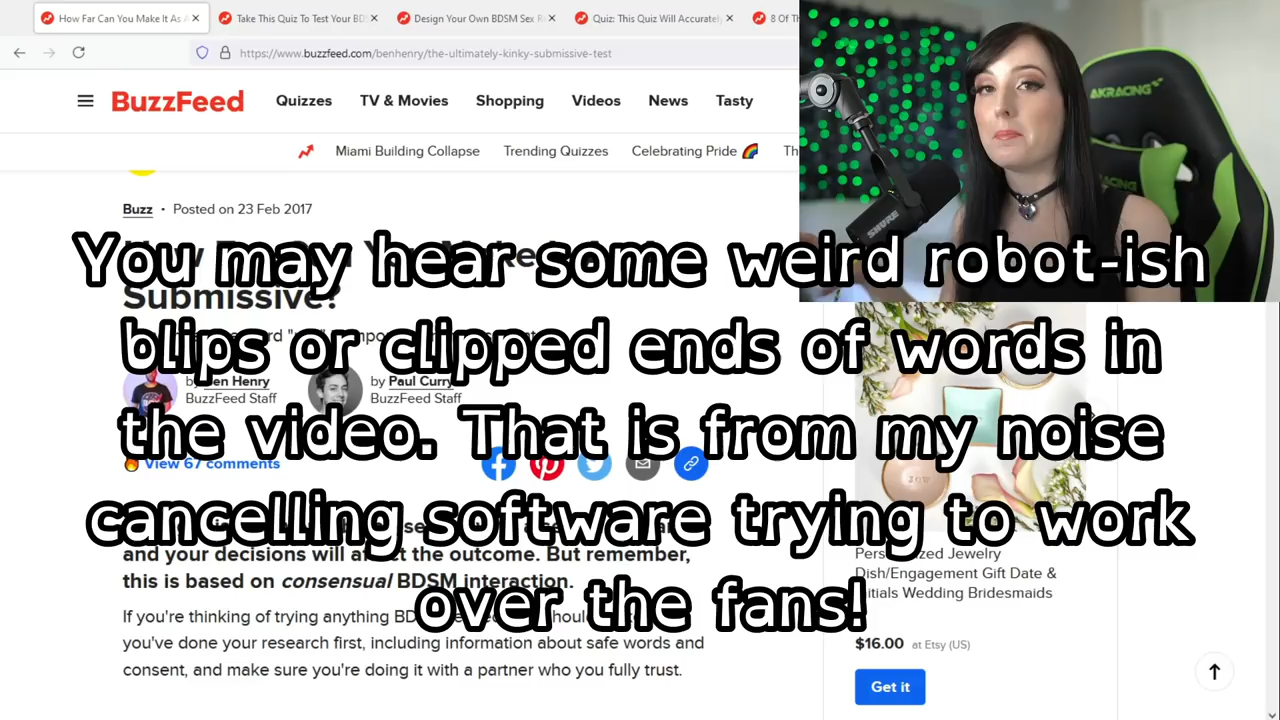 How Far Can You Make It As A
Take This Quiz To Test Your BD
Design Your Own BDSM Sex R
Quiz: This Quiz Will Accurately
8 Of Th
https://www.buzzfeed.com/benhenry/the-ultimately-kinky-submissive-test
BuzzFeed
Quizzes
TV & Movies
Shopping
Videos
News
Tasty
Miami Building Collapse
Trending Quizzes
Celebrating Pride 🌈
Th
AKRACING
RACING
SHURE
Buzz · Posted on 23 Feb 2017
Submissive?
You may hear some weird robot-ish
blips or clipped ends of words in
the video. That is from my noise
cancelling software trying to work
over the fans!
by Ben Henry
BuzzFeed Staff
by Paul Curry
BuzzFeed Staff
View 67 comments
and your decisions will affect the outcome. But remember,
this is based on consensual BDSM interaction.
If you're thinking of trying anything BD
you've done your research first, including information about safe words and
consent, and make sure you're doing it with a partner who you fully trust.
Personalized Jewelry
Dish/Engagement Gift Date &
Initials Wedding Bridesmaids
$16.00 at Etsy (US)
Get it